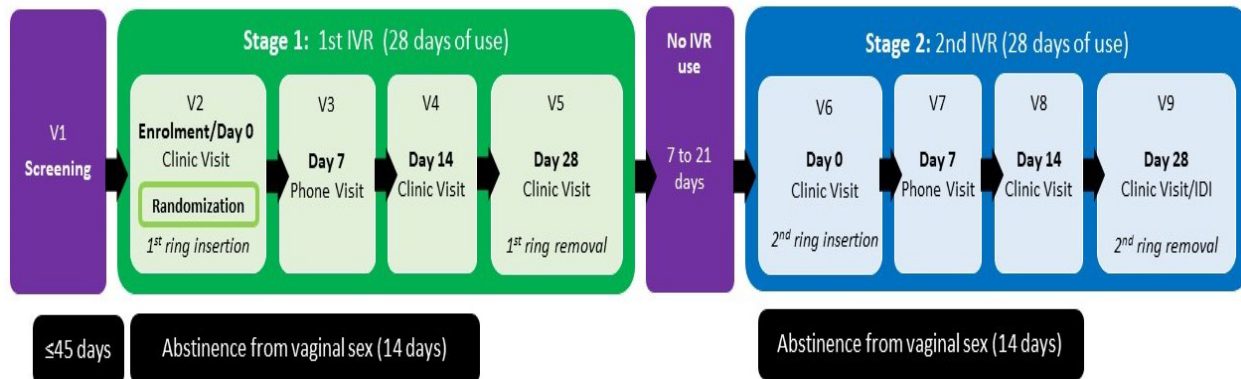 V1
Screening
Stage 1: 1st IVR (28 days of use)
V2
Enrolment/Day 0
Clinic Visit
Randomization
1st ring insertion
V3
Day 7
Phone Visit
V4
Day 14
Clinic Visit
V5
Day 28
Clinic Visit
1st ring removal
No IVR
use
7 to 21
days
Stage 2: 2nd IVR (28 days of use)
V6
Day 0
Clinic Visit
2nd ring insertion
V7
Day 7
Phone Visit
V8
Day 14
Clinic Visit
V9
Day 28
Clinic Visit/IDI
2nd ring removal
≤45 days
Abstinence from vaginal sex (14 days)
Abstinence from vaginal sex (14 days)